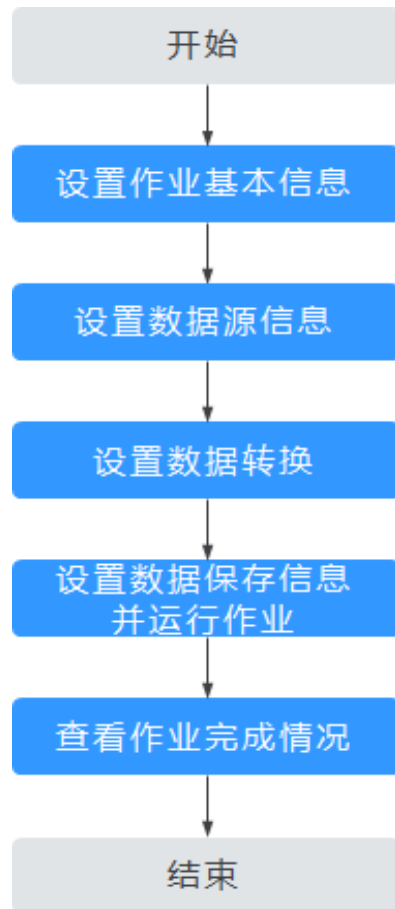 开始
设置作业基本信息
设置数据源信息
设置数据转换
设置数据保存信息
并运行作业
查看作业完成情况
结束